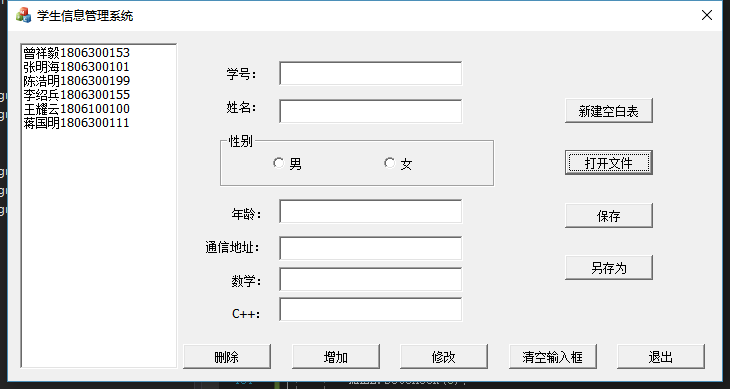 学生信息管理系统
曾祥毅1806300153
张明海1806300101
陈浩明1806300199
李绍兵1806300155
王耀云1806100100
蒋国明1806300111
学号：
姓名：
性别
男
女
年龄：
通信地址：
数学：
C++：
新建空白表
打开文件
保存
另存为
删除
增加
修改
清空输入框
退出